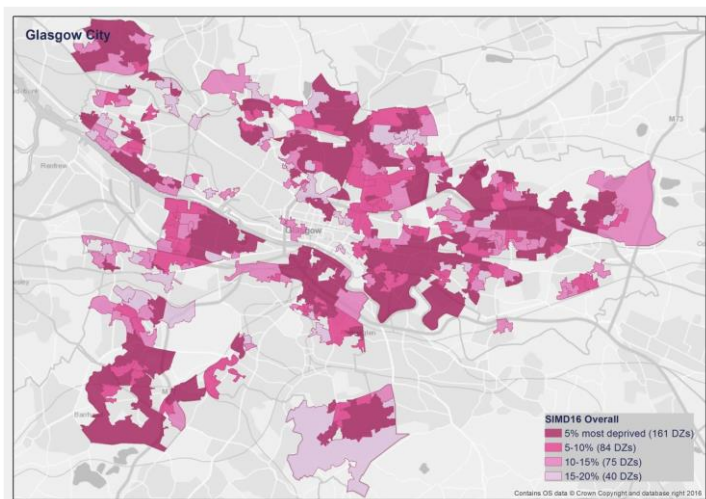 Glasgow City
M 73
Renfrew
Glasgow
SIMD16 Overall
5% most deprived (161 DZs)
5-10% (84 DZs)
10-15% (75 DZs)
15-20% (40 DZs)
Contains OS data © Crown Copyright and database right 2016